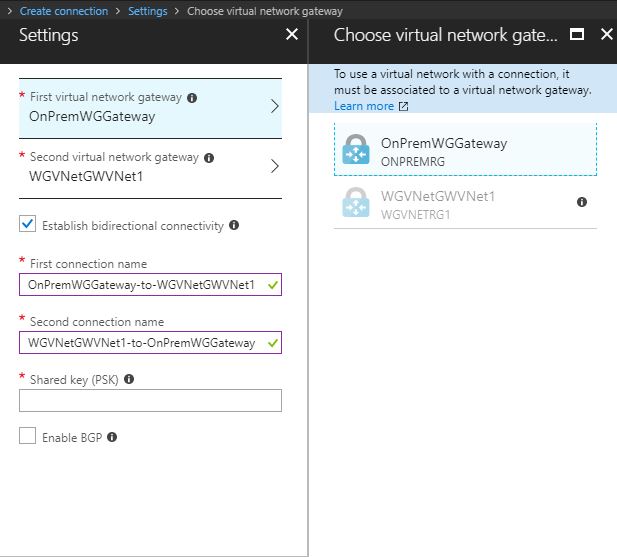 Create connection > Settings > Choose virtual network gateway
Settings
* First virtual network gateway
OnPremWGGateway
* Second virtual network gateway
WGVNetGWVNet1
Establish bidirectional connectivity
* First connection name
OnPremWGGateway-to-WGVNetGWVNet1
* Second connection name
WGVNetGWVNet1-to-OnPremWGGateway
* Shared key (PSK)
Enable BGP
Choose virtual network gate...
To use a virtual network with a connection, it
must be associated to a virtual network gateway.
Learn more
OnPremWGGateway
ONPREMRG
WGVNetGWVNet1
WGVNETRG1